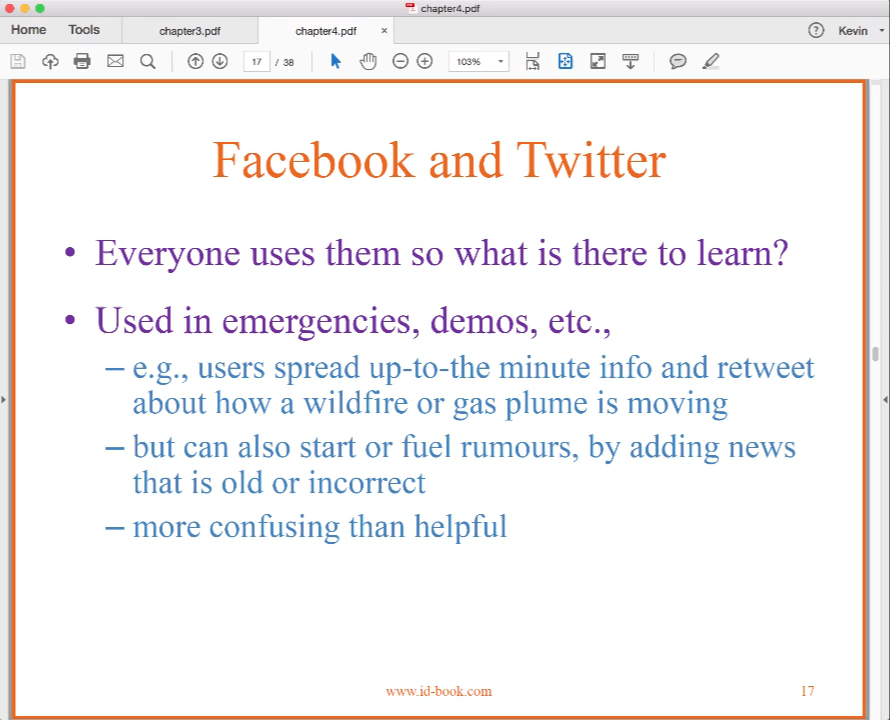 chapter4.pdf
Home Tools chapter3.pdf chapter4.pdf × ? Kevin
17 / 38 103%
Facebook and Twitter
• Everyone uses them so what is there to learn?
• Used in emergencies, demos, etc.,
– e.g., users spread up-to-the minute info and retweet
about how a wildfire or gas plume is moving
– but can also start or fuel rumours, by adding news
that is old or incorrect
– more confusing than helpful
www.id-book.com 17